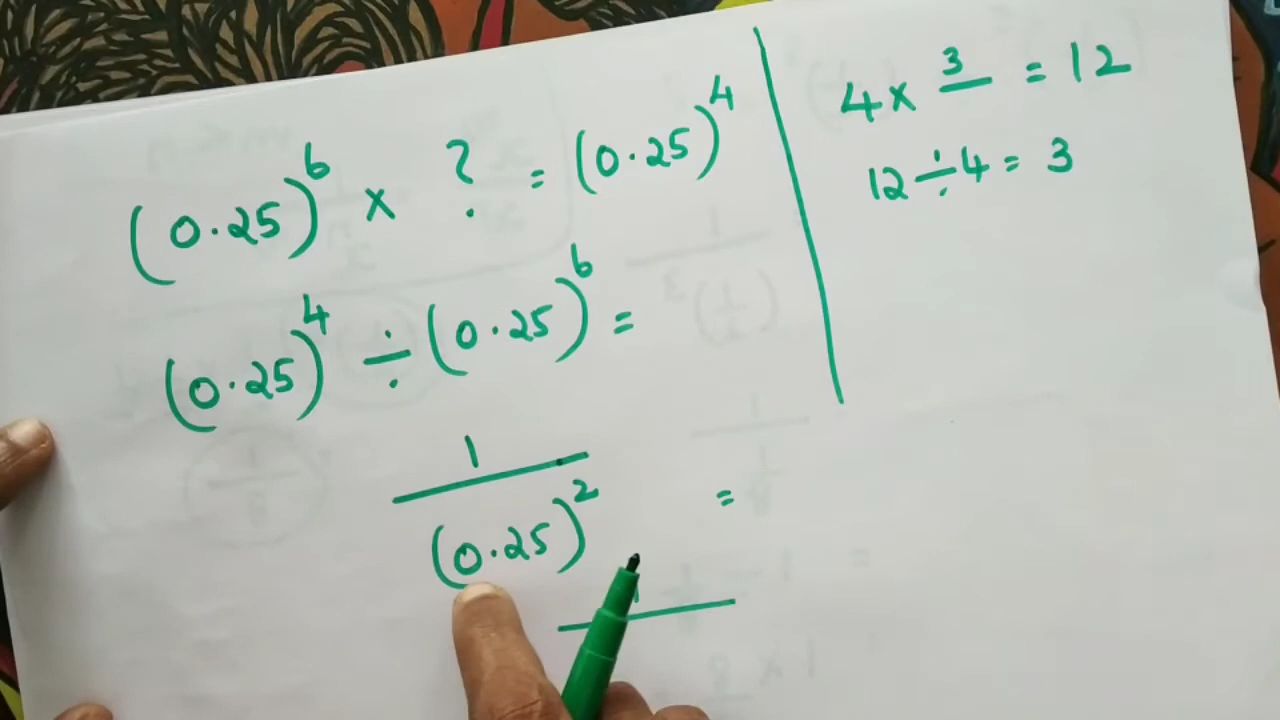 (0.25)^6 x ? = (0.25)^4
(0.25)^4 ÷ (0.25)^6 =
1
(0.25)^2 =
1
4 x 3 = 12
12 ÷ 4 = 3